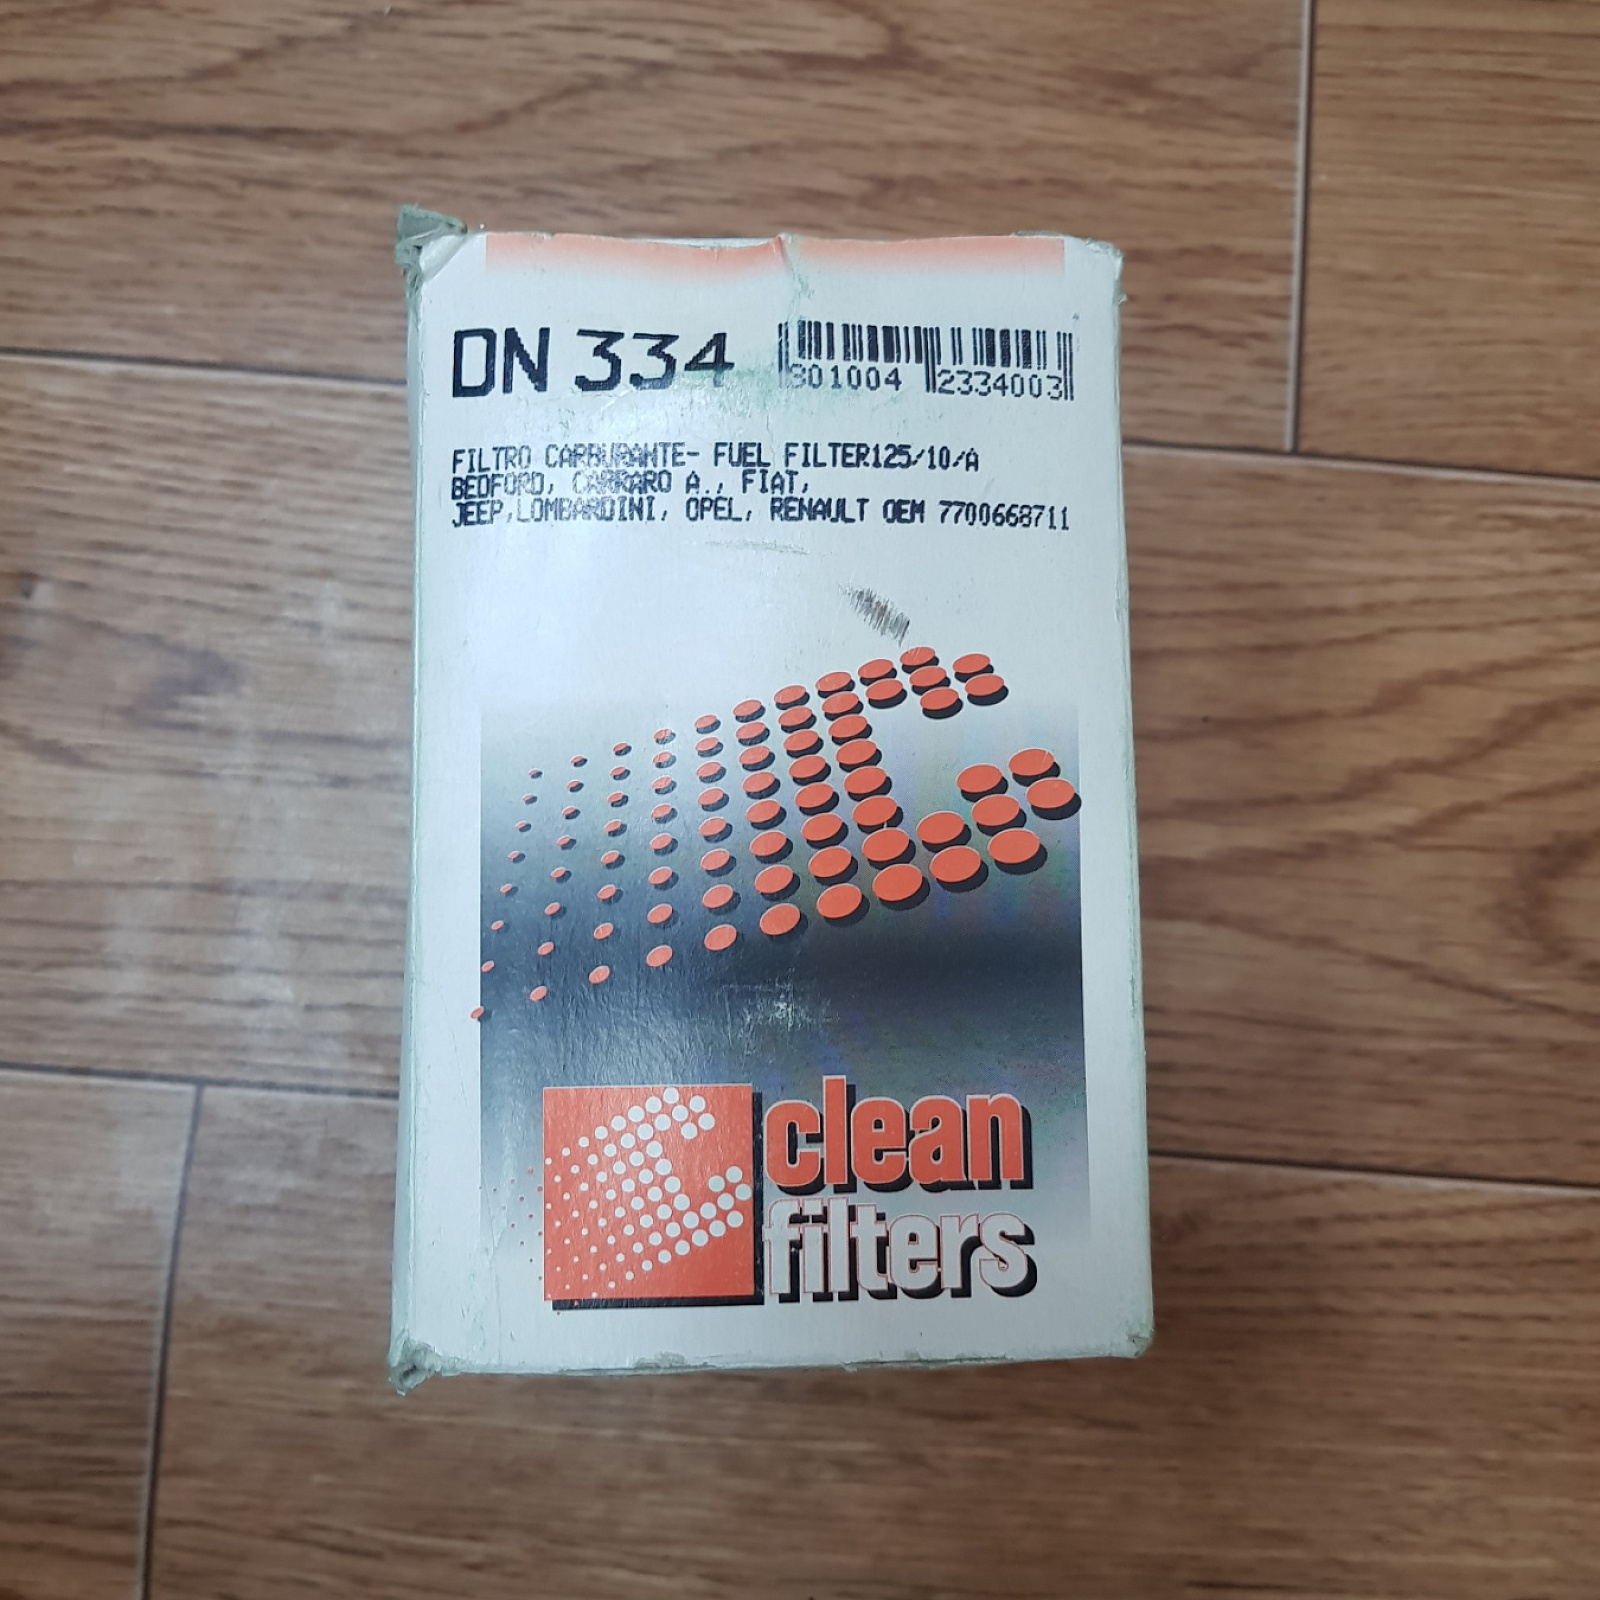 DN 334
801004 2334003
FILTRO CARBURANTE- FUEL FILTER125/10/A
BEDFORD, CARRARO A., FIAT,
JEEP,LOMBARDINI, OPEL, RENAULT OEM 7700668711
clean
filters